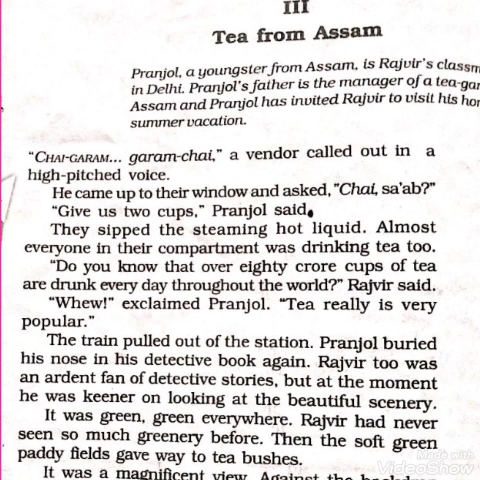 III
Tea from Assam
Pranjol, a youngster from Assam, is Rajvir's
in Delhi. Pranjol's father is the manager of a
Assam and Pranjol has invited Rajvir to visit his
summer vacation.
"CHAI-GARAM... garam-chai," a vendor called out in a
high-pitched voice.
He came up to their window and asked, "Chai, sa'ab?"
"Give us two cups," Pranjol said.
They sipped the steaming hot liquid. Almost
everyone in their compartment was drinking tea too.
"Do you know that over eighty crore cups of tea
are drunk every day throughout the world?" Rajvir said.
"Whew!" exclaimed Pranjol. "Tea really is very
popular."
The train pulled out of the station. Pranjol buried
his nose in his detective book again. Rajvir too was
an ardent fan of detective stories, but at the moment
he was keener on looking at the beautiful scenery.
It was green, green everywhere. Rajvir had never
seen so much greenery before. Then the soft green
paddy fields gave way to tea bushes.
It was a magnificent view. Against the backdrop
Made with
VideoShow